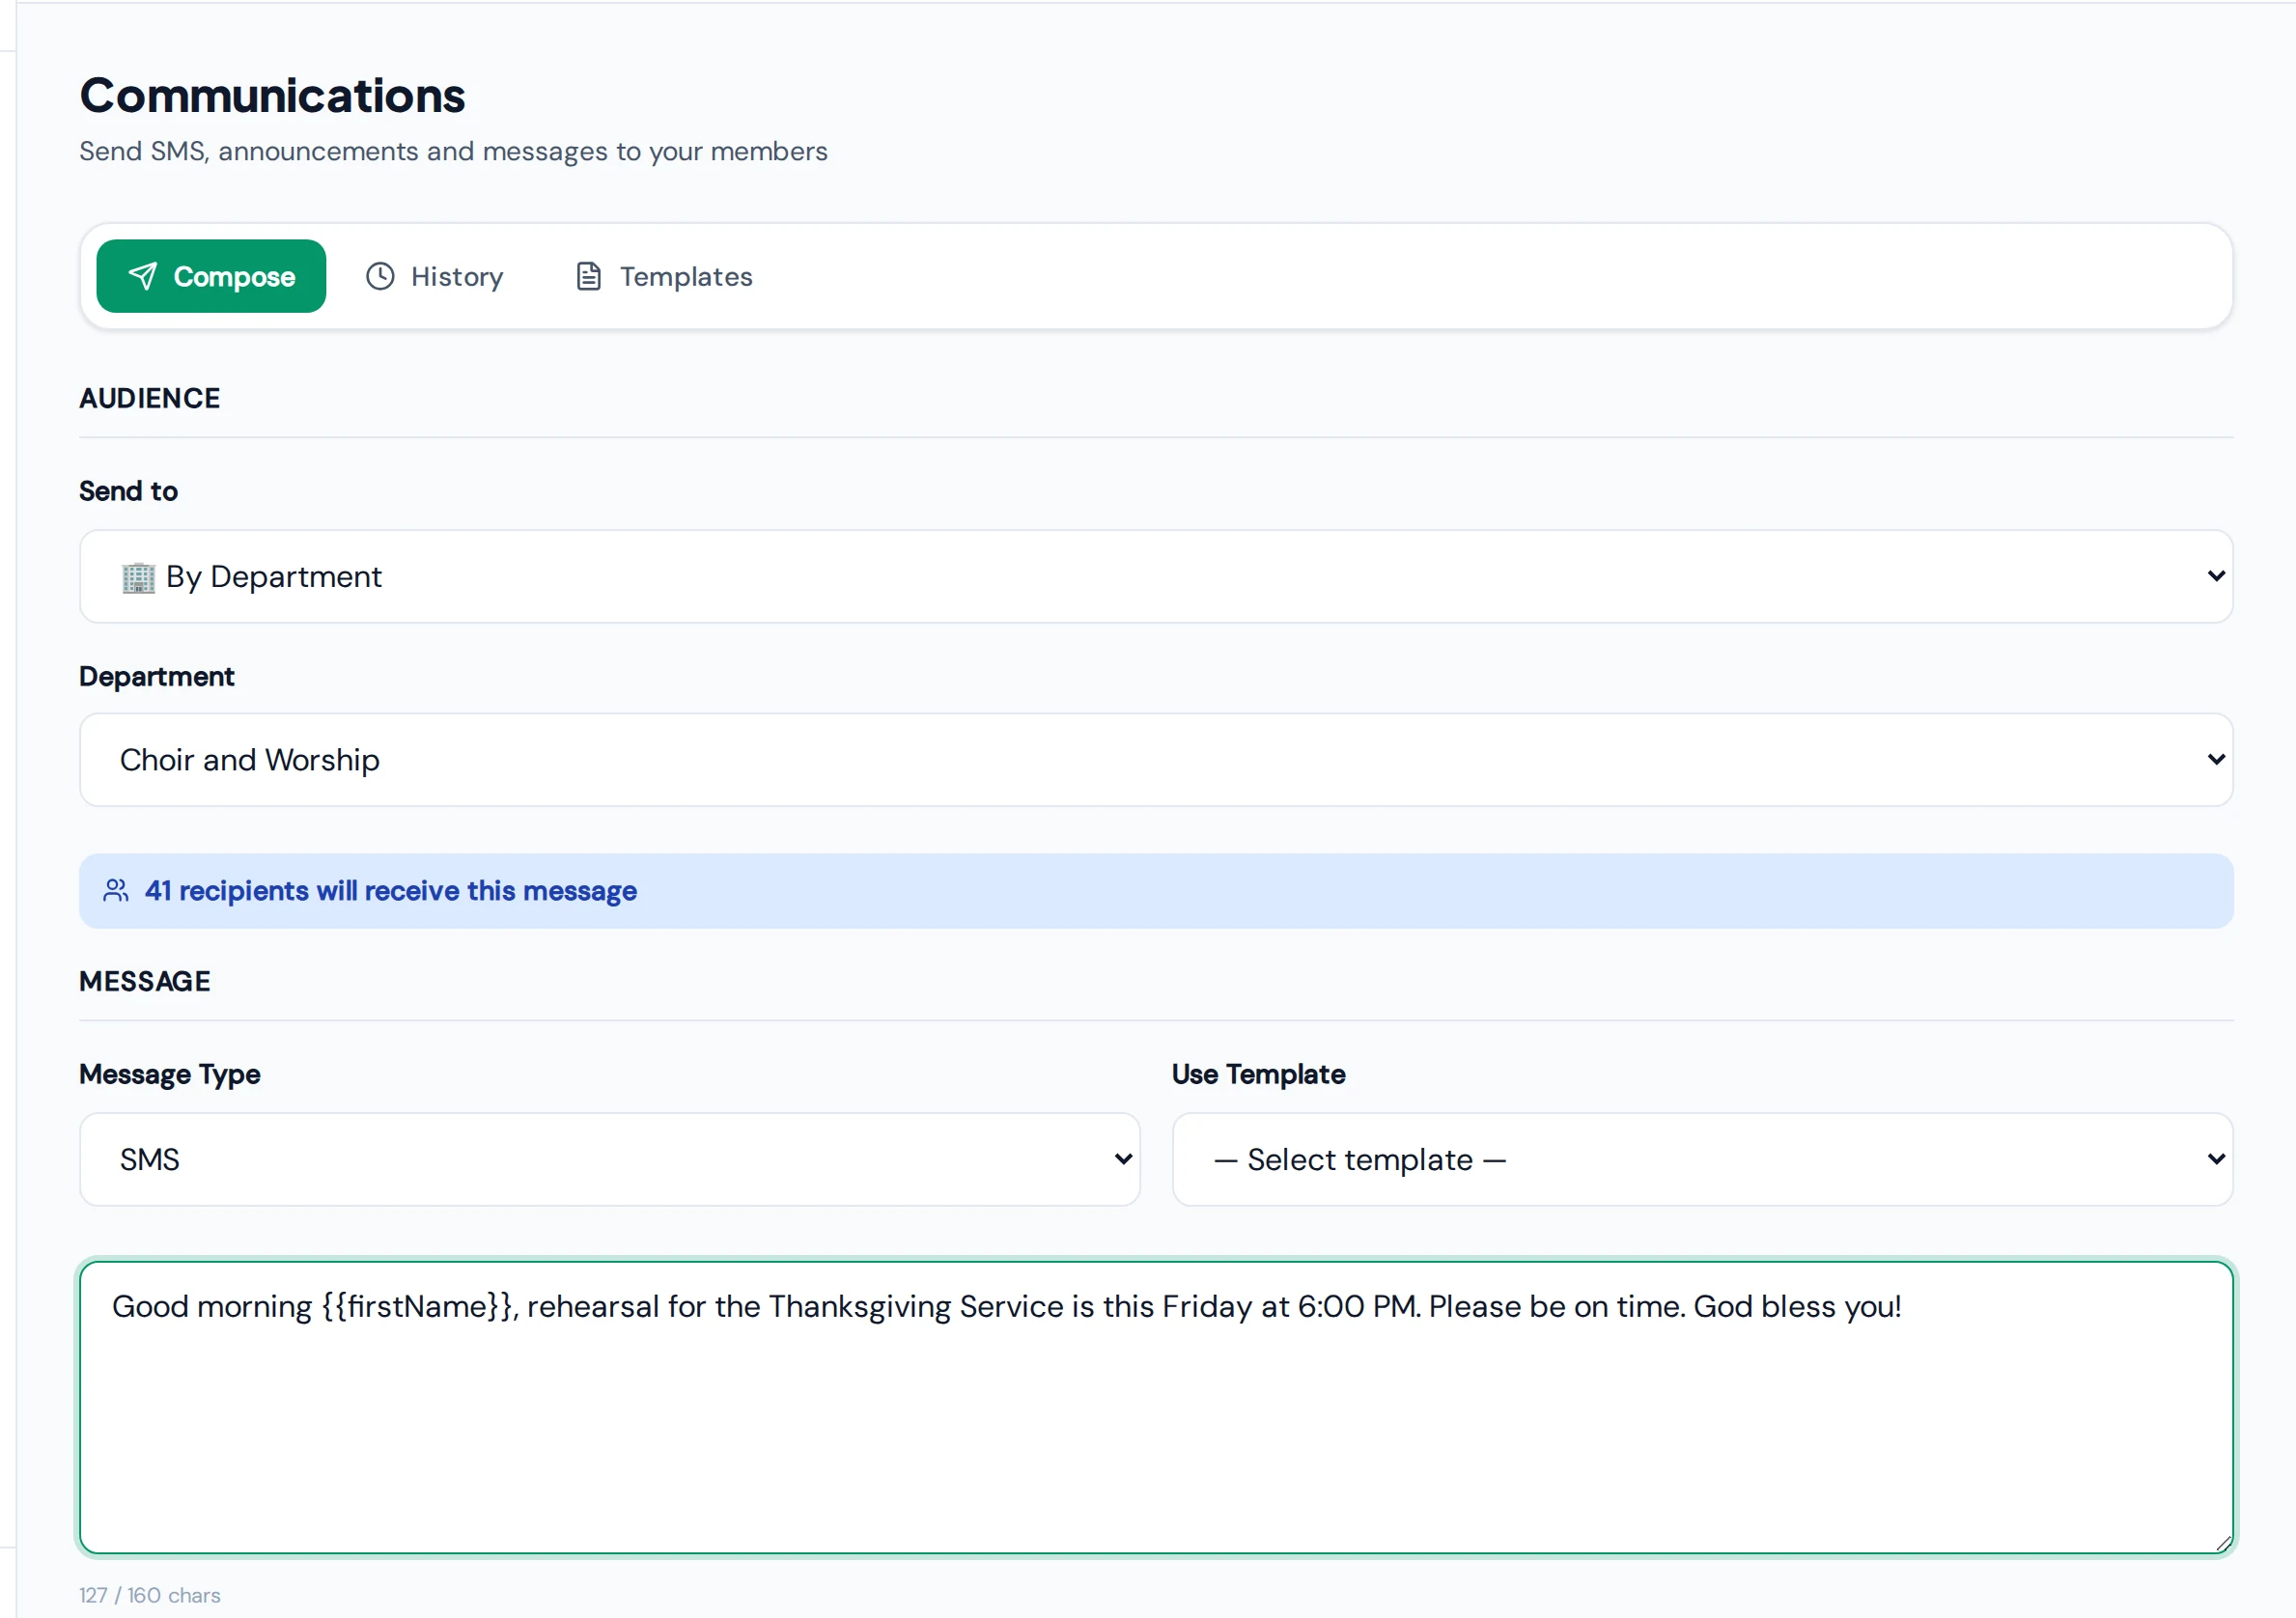 Communications
Send SMS, announcements and messages to your members
Compose
History
Templates
AUDIENCE
Send to
🏢 By Department
Department
Choir and Worship
41 recipients will receive this message
MESSAGE
Message Type
Use Template
SMS
— Select template —
Good morning {{firstName}}, rehearsal for the Thanksgiving Service is this Friday at 6:00 PM. Please be on time. God bless you!
127 / 160 chars